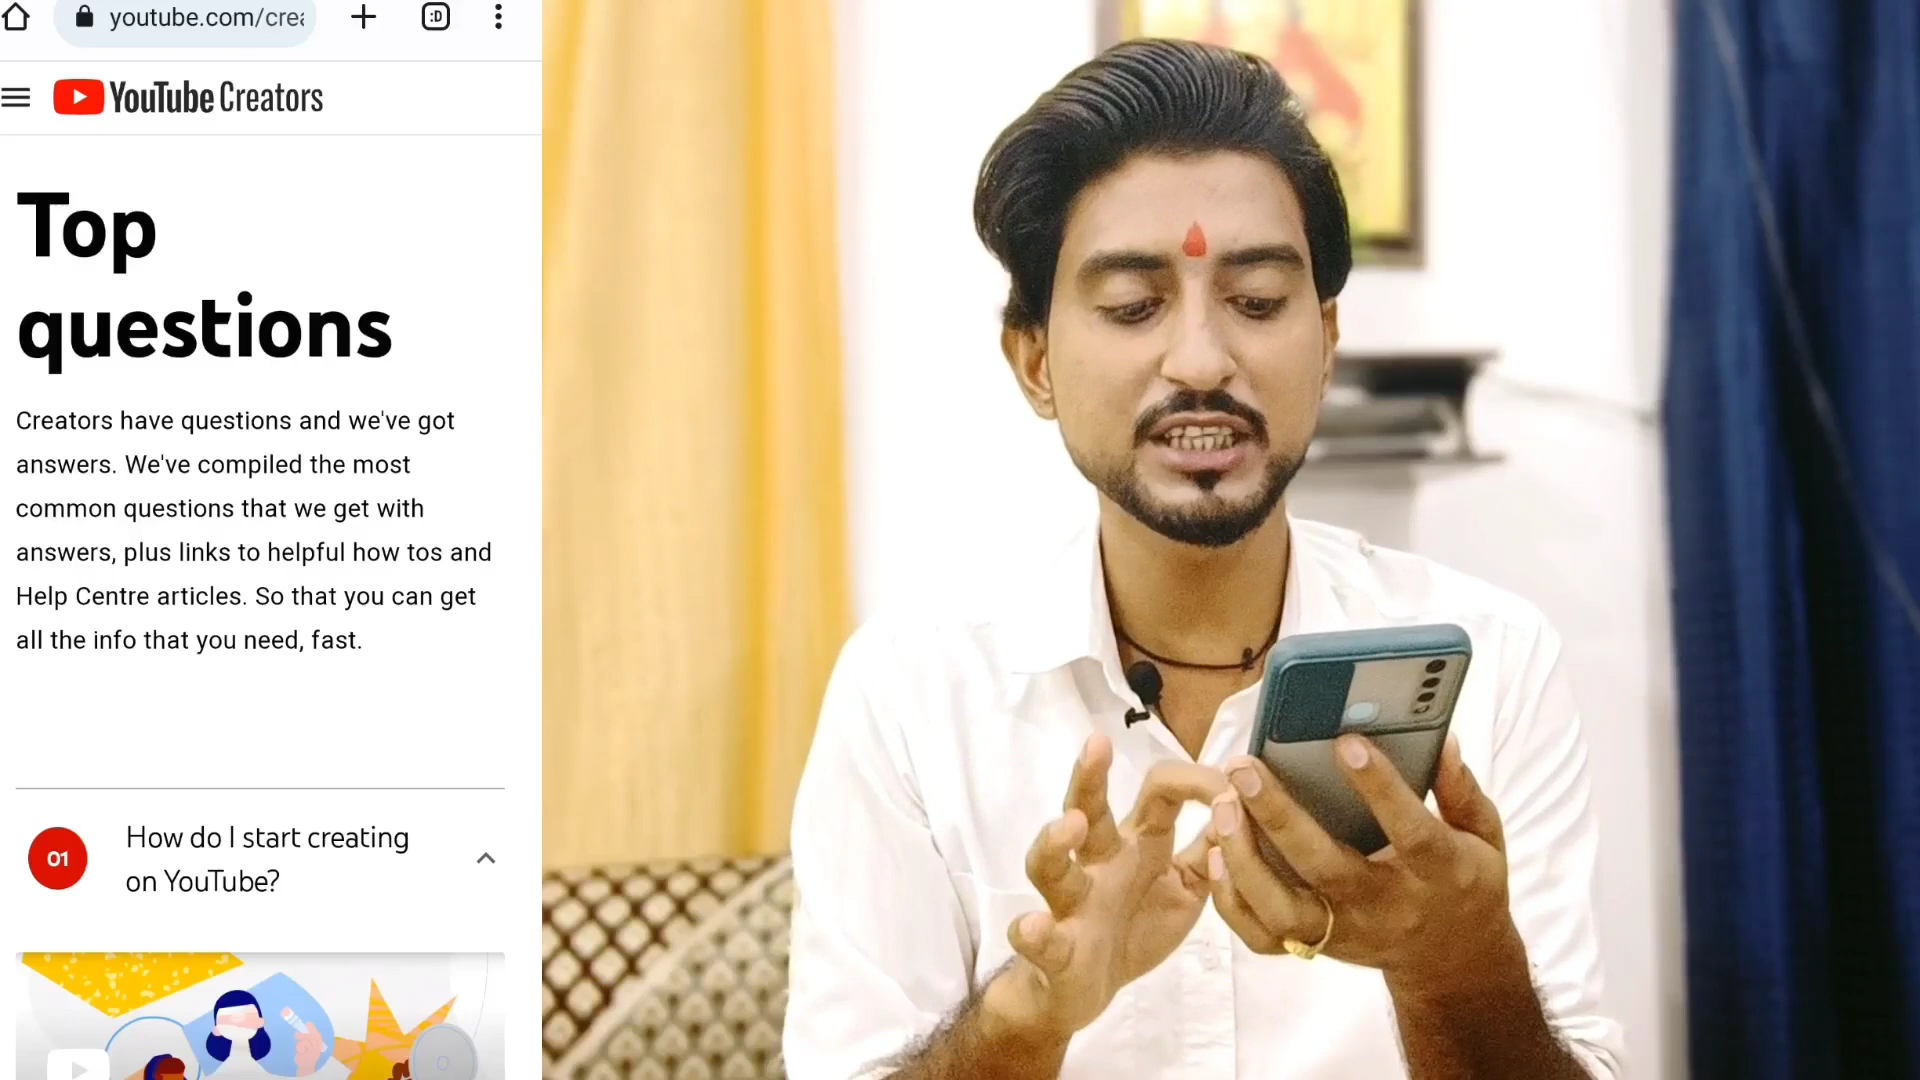 youtube.com/crea
:D
YouTube Creators
Top
questions
Creators have questions and we've got
answers. We've compiled the most
common questions that we get with
answers, plus links to helpful how tos and
Help Centre articles. So that you can get
all the info that you need, fast.
01
How do I start creating
on YouTube?